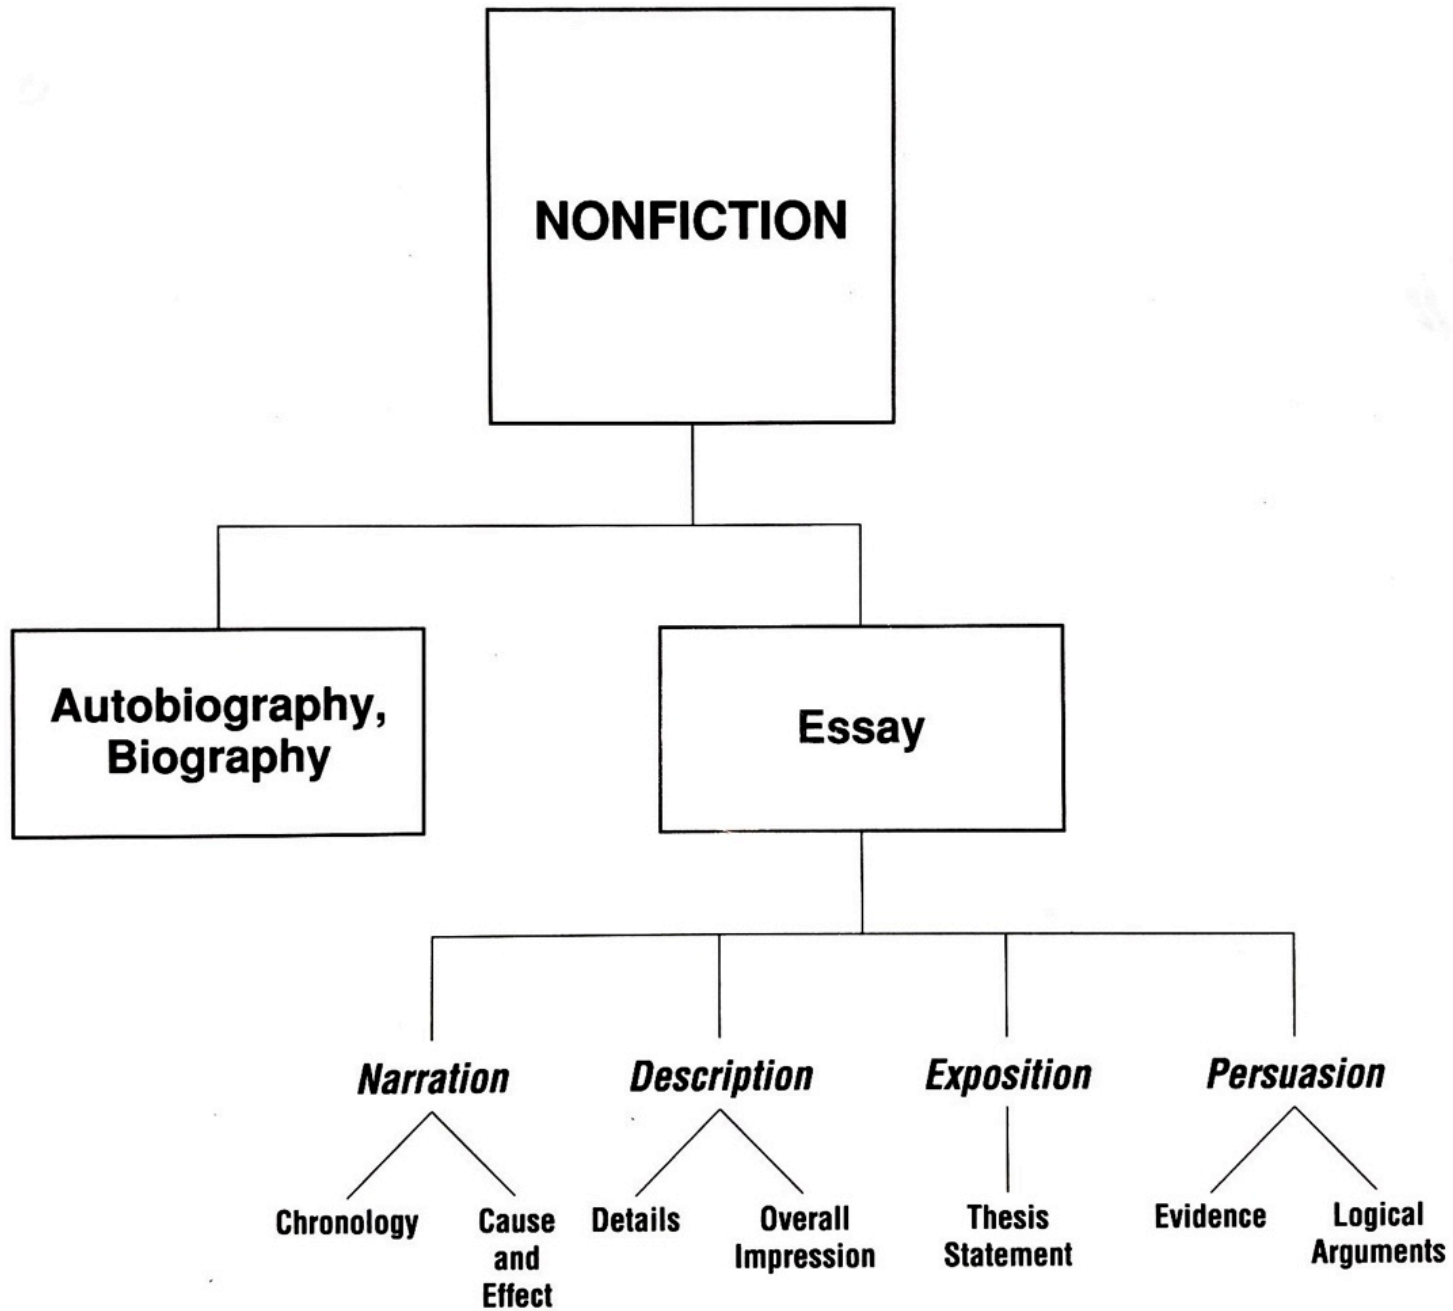 NONFICTION
Autobiography,
Biography
Essay
Narration
Description
Exposition
Persuasion
Chronology
Cause
and
Effect
Details
Overall
Impression
Thesis
Statement
Evidence
Logical
Arguments